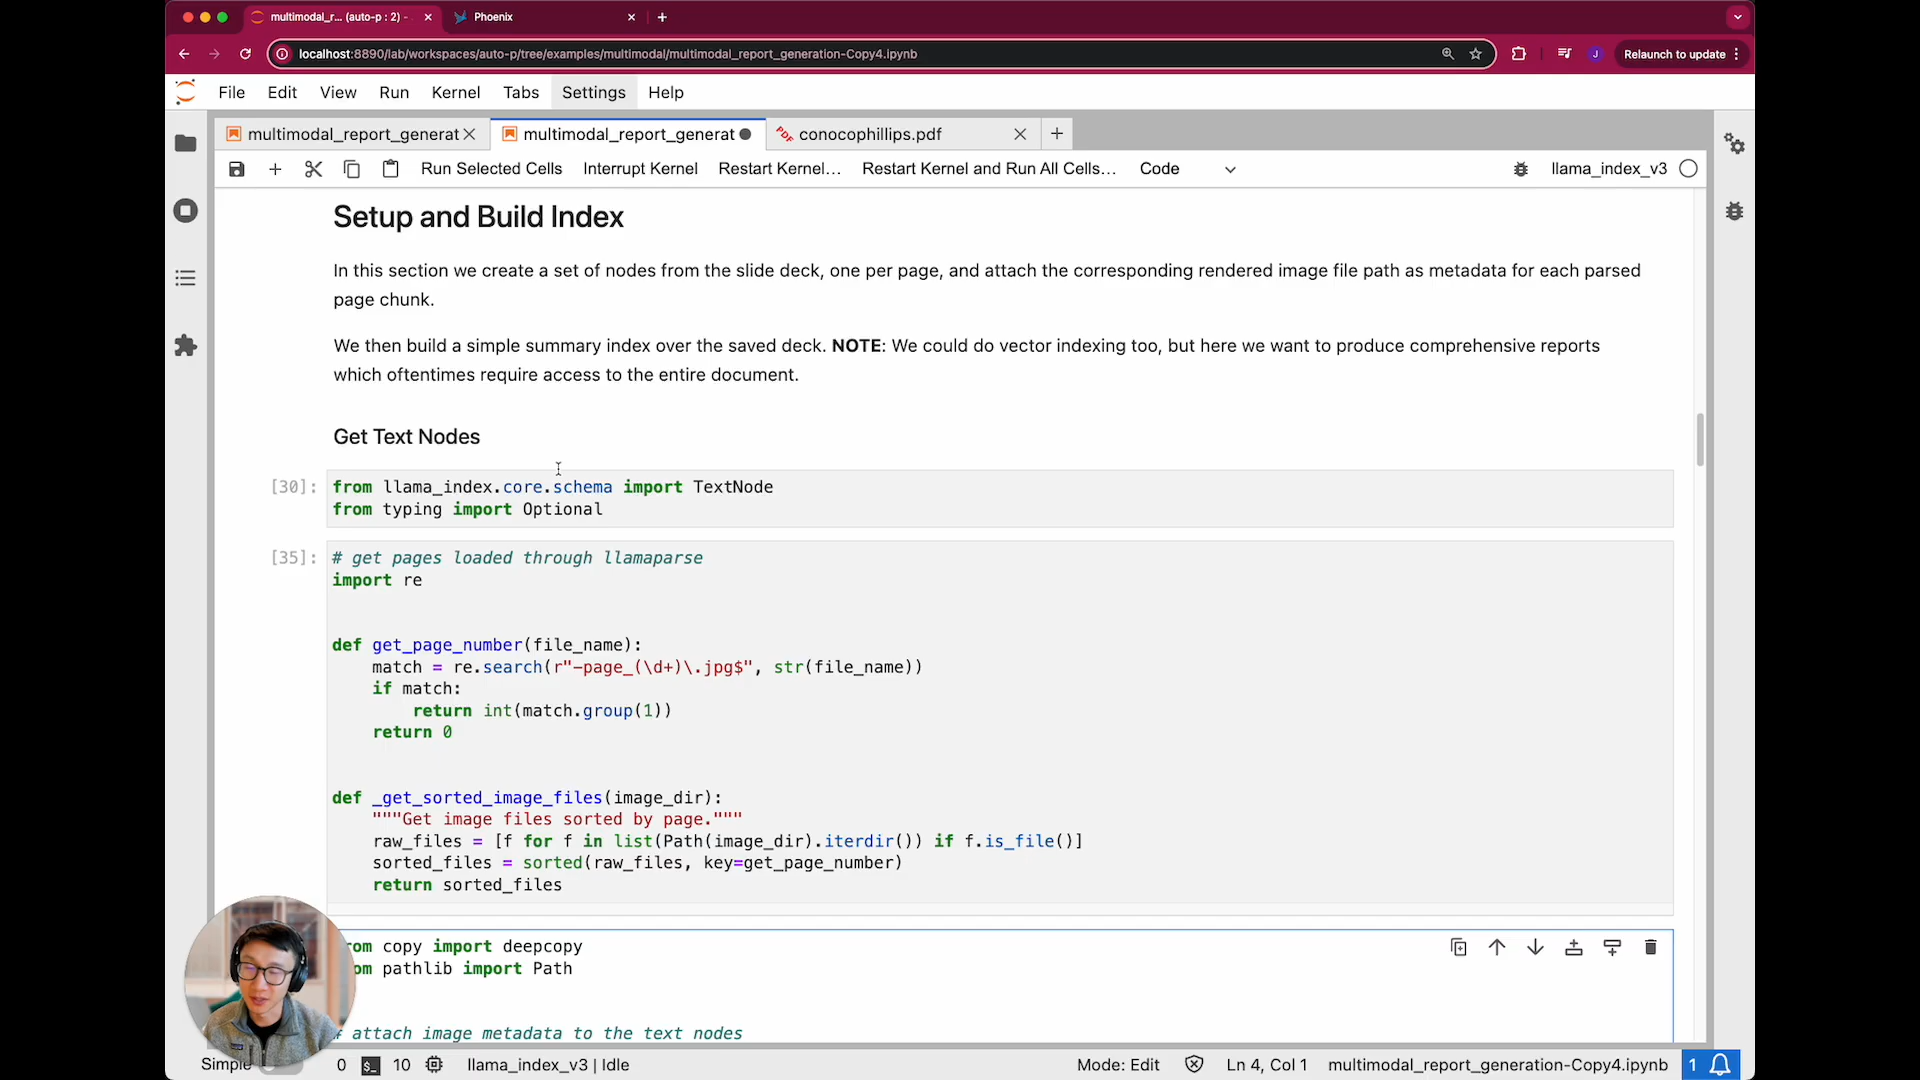 multimodal_r... (auto-p : 2) -
Phoenix
localhost:8890/lab/workspaces/auto-p/tree/examples/multimodal/multimodal_report_generation-Copy4.ipynb
J
Relaunch to update
File Edit View Run Kernel Tabs Settings Help
multimodal_report_generat
multimodal_report_generat
PDF
conocophillips.pdf
Run Selected Cells Interrupt Kernel Restart Kernel... Restart Kernel and Run All Cells... Code
llama_index_v3
Setup and Build Index
In this section we create a set of nodes from the slide deck, one per page, and attach the corresponding rendered image file path as metadata for each parsed
page chunk.
We then build a simple summary index over the saved deck. NOTE: We could do vector indexing too, but here we want to produce comprehensive reports
which oftentimes require access to the entire document.
Get Text Nodes
[30]: from llama_index.core.schema import TextNode
from typing import Optional
[35]: # get pages loaded through llamaparse
import re
def get_page_number(file_name):
match = re.search(r"-page_(\d+)\.jpg$", str(file_name))
if match:
return int(match.group(1))
return 0
def _get_sorted_image_files(image_dir):
"""Get image files sorted by page."""
raw_files = [f for f in list(Path(image_dir).iterdir()) if f.is_file()]
sorted_files = sorted(raw_files, key=get_page_number)
return sorted_files
rom copy import deepcopy
om pathlib import Path
# attach image metadata to the text nodes
Simple 0 $_ 10 llama_index_v3 | Idle
Mode: Edit Ln 4, Col 1 multimodal_report_generation-Copy4.ipynb 1